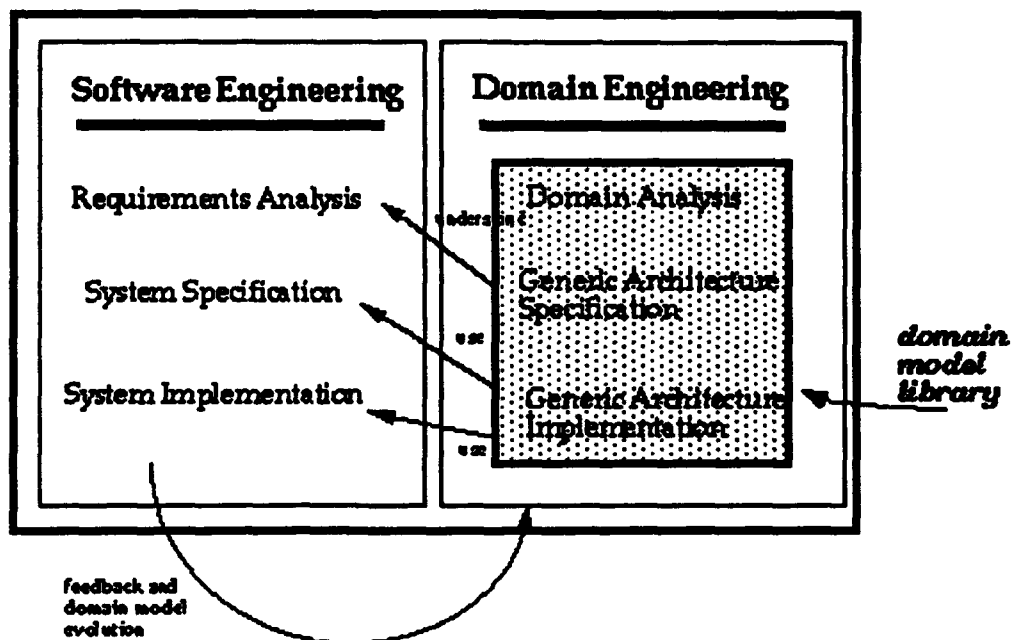 Software Engineering
Requirements Analysis
System Specification
System Implementation
Domain Engineering
Domain Analysis
Generic Architecture
Specification
Generic Architecture
Implementation
understand
use
use
domain
model
library
feedback and
domain model
evolution